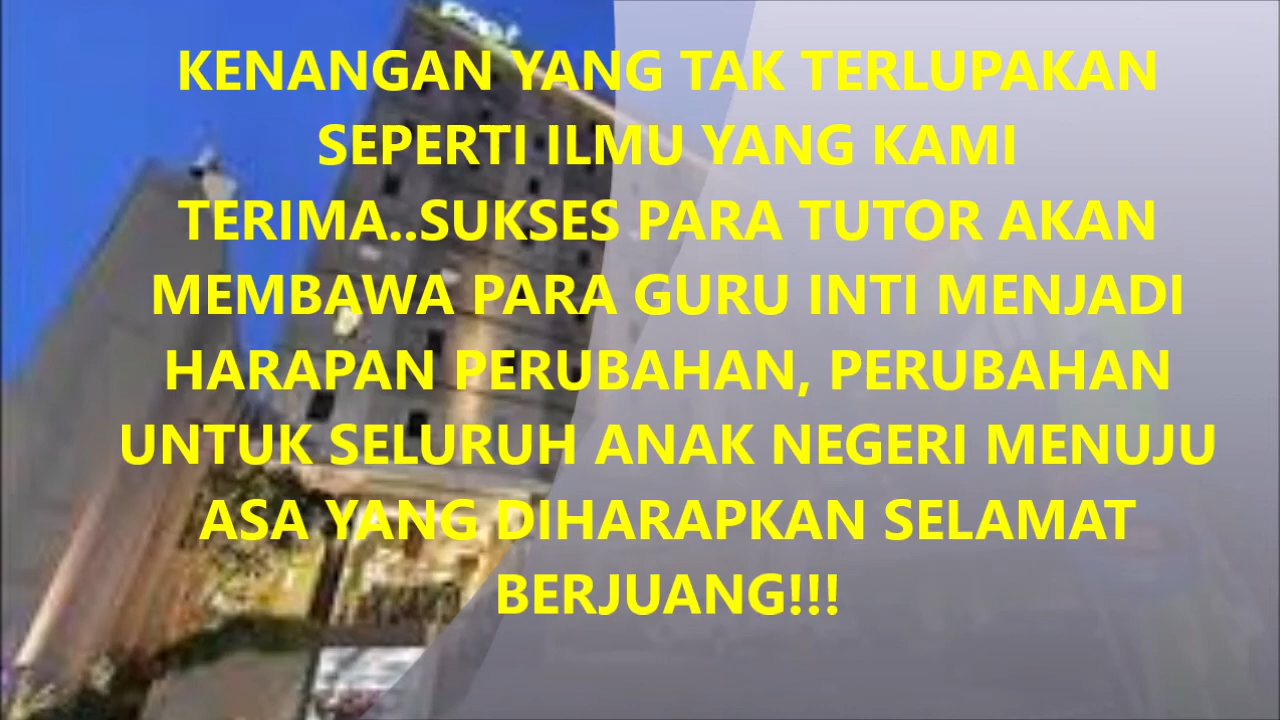 pop!
KENANGAN YANG TAK TERLUPAKAN
SEPERTI ILMU YANG KAMI
TERIMA..SUKSES PARA TUTOR AKAN
MEMBAWA PARA GURU INTI MENJADI
HARAPAN PERUBAHAN, PERUBAHAN
UNTUK SELURUH ANAK NEGERI MENUJU
ASA YANG DIHARAPKAN SELAMAT
BERJUANG!!!